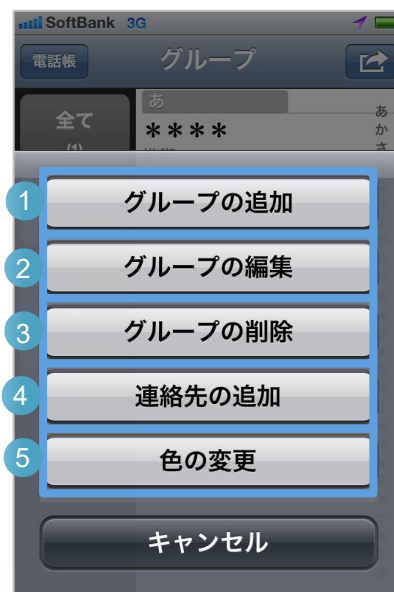 SoftBank 3G
電話帳 グループ
全て
(1)
あ
****
あ
か
さ
1 グループの追加
2 グループの編集
3 グループの削除
4 連絡先の追加
5 色の変更
キャンセル